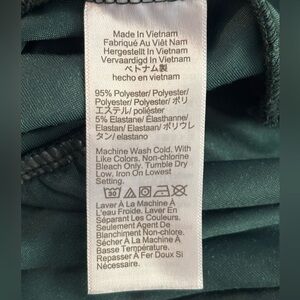 Made In Vietnam
Fabriqué Au Viêt Nam
Hergestellt In Vietnam
Vervaardigd In Vietnam
ベトナム製
hecho en vietnam
95% Polyester/ Polyester/
Polyester/ Polyester/ ポリ
エステル/ poliéster
5% Elastane/ Elasthanne/
Elastan/ Elastaan/ ポリウレ
タン/ elastano
Machine Wash Cold. With
Like Colors. Non-chlorine
Bleach Only. Tumble Dry
Low. Iron On Lowest
Setting.
30
Laver À La Machine À
L'eau Froide. Laver En
Séparant Les Couleurs.
Seulement Agent De
Blanchiment Non-chloré.
Sécher À La Machine À
Basse Température.
Repasser À Fer Doux Si
Nécessaire.